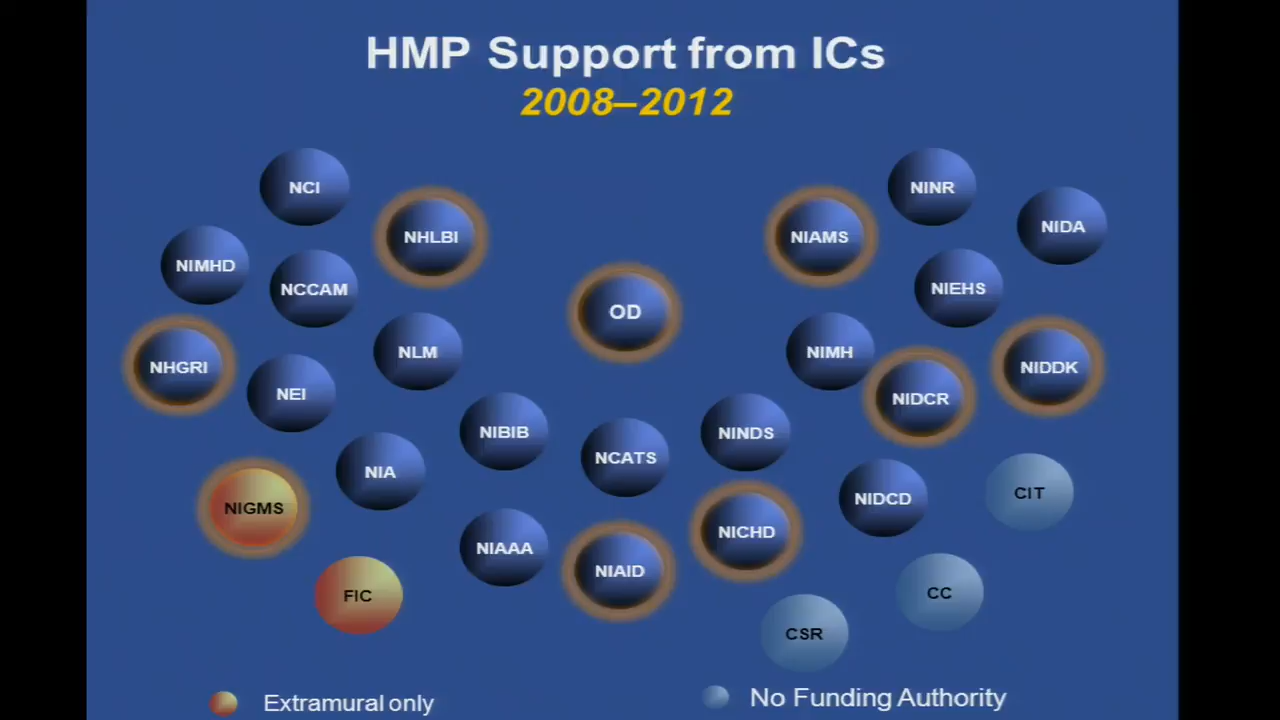 HMP Support from ICs
2008–2012
NCI
NINR
NHLBI
NIAMS
NIDA
NIMHD
NCCAM
NIEHS
OD
NLM
NIMH
NHGRI
NIDDK
NEI
NIDCR
NIBIB
NINDS
NCATS
NIA
CIT
NIDCD
NIGMS
NICHD
NIAAA
NIAID
FIC
CC
CSR
Extramural only
No Funding Authority